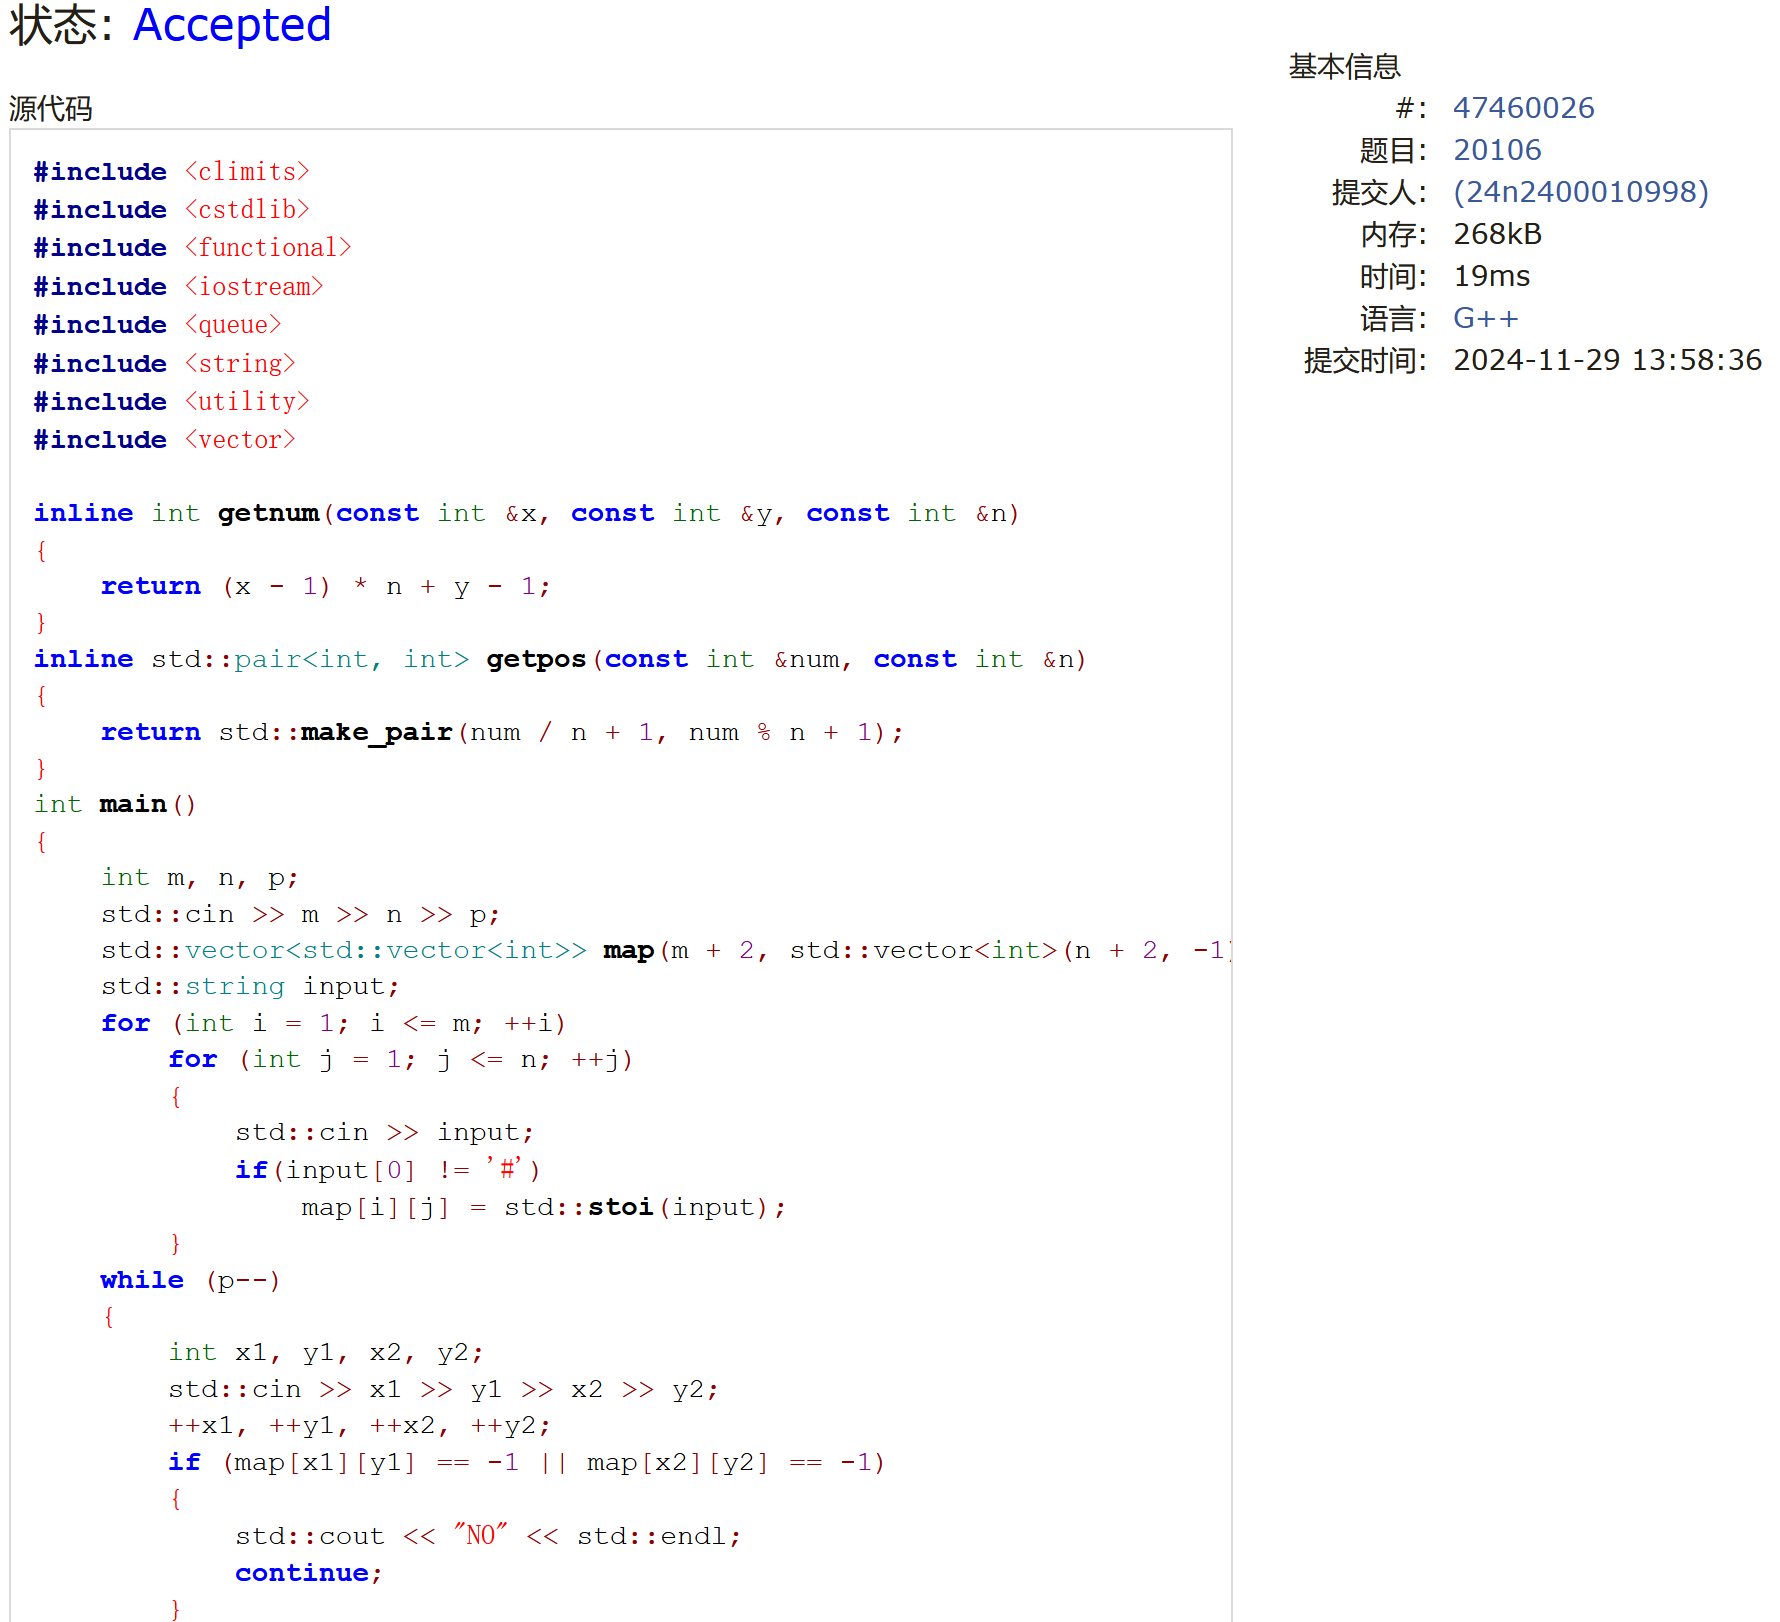 状态: Accepted
源代码
#include <climits>
#include <cstdlib>
#include <functional>
#include <iostream>
#include <queue>
#include <string>
#include <utility>
#include <vector>
inline int getnum(const int &x, const int &y, const int &n)
{
    return (x - 1) * n + y - 1;
}
inline std::pair<int, int> getpos(const int &num, const int &n)
{
    return std::make_pair(num / n + 1, num % n + 1);
}
int main()
{
    int m, n, p;
    std::cin >> m >> n >> p;
    std::vector<std::vector<int>> map(m + 2, std::vector<int>(n + 2, -1)
    std::string input;
    for (int i = 1; i <= m; ++i)
        for (int j = 1; j <= n; ++j)
        {
            std::cin >> input;
            if(input[0] != '#')
                map[i][j] = std::stoi(input);
        }
    while (p--)
    {
        int x1, y1, x2, y2;
        std::cin >> x1 >> y1 >> x2 >> y2;
        ++x1, ++y1, ++x2, ++y2;
        if (map[x1][y1] == -1 || map[x2][y2] == -1)
        {
            std::cout << "NO" << std::endl;
            continue;
        }
基本信息
#: 47460026
题目: 20106
提交人: (24n2400010998)
内存: 268kB
时间: 19ms
语言: G++
提交时间: 2024-11-29 13:58:36